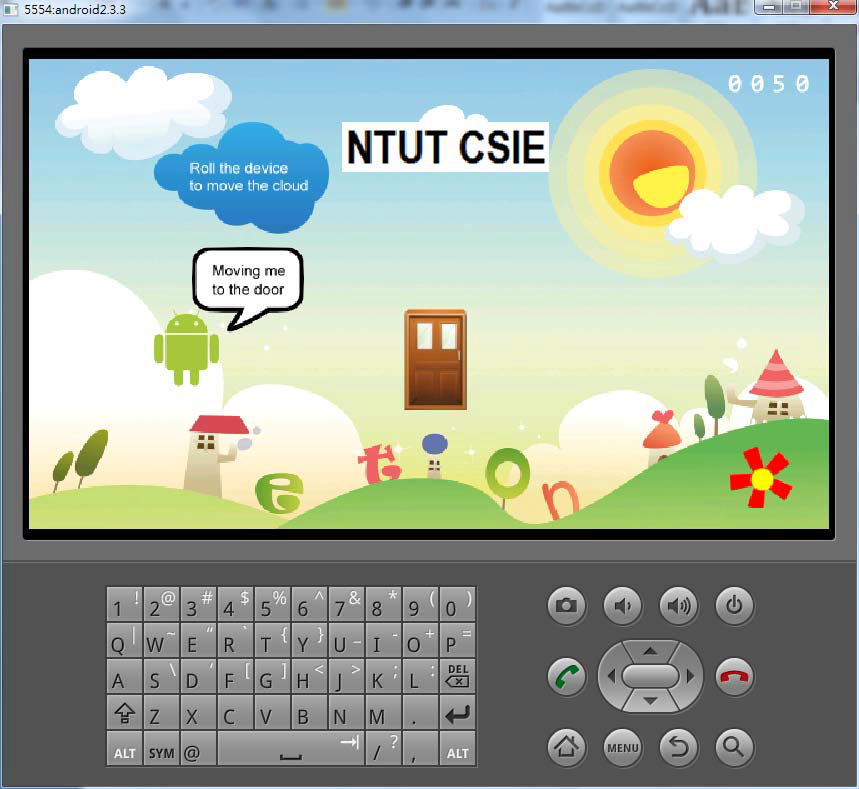 5554:android2.3.3
0050
NTUT CSIE
Roll the device
to move the cloud
Moving me
to the door
e t o n
1 ! 2 @ 3 # 4 $ 5 % 6 ^ 7 & 8 * 9 ( 0 )
Q | W ~ E " R ` T { Y } U _ I - O + P =
A S \ D ' F [ G ] H < J > K ; L : DEL
Z X C V B N M .
ALT SYM @ / ? , ALT
MENU